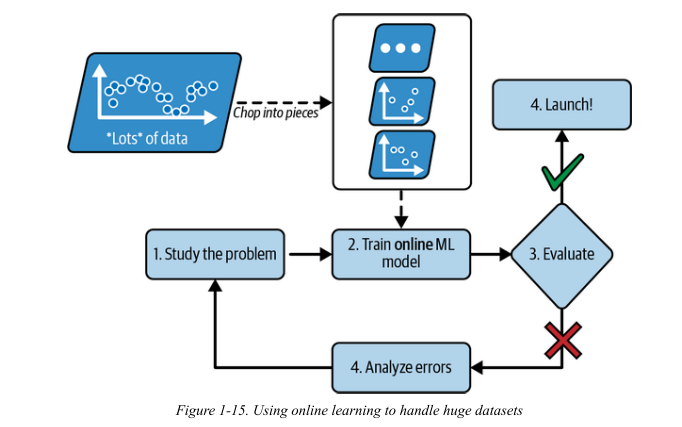 *Lots* of data
Chop into pieces
4. Launch!
1. Study the problem
2. Train online ML
model
3. Evaluate
4. Analyze errors
Figure 1-15. Using online learning to handle huge datasets